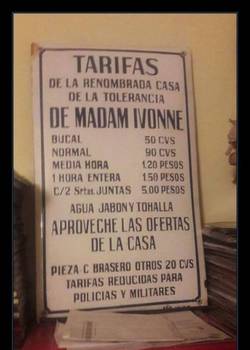 TARIFAS
DE LA RENOMBRADA CASA
DE LA TOLERANCIA
DE MADAM IVONNE
BUCAL 50 CVS
NORMAL 90 CVS
MEDIA HORA 1.20 PESOS
1 HORA ENTERA 1.50 PESOS
C/2 Srtas. JUNTAS 5.00 PESOS
AGUA JABON Y TOHALLA
APROVECHE LAS OFERTAS
DE LA CASA
PIEZA C BRASERO OTROS 20 CVS
TARIFAS REDUCIDAS PARA
POLICIAS Y MILITARES